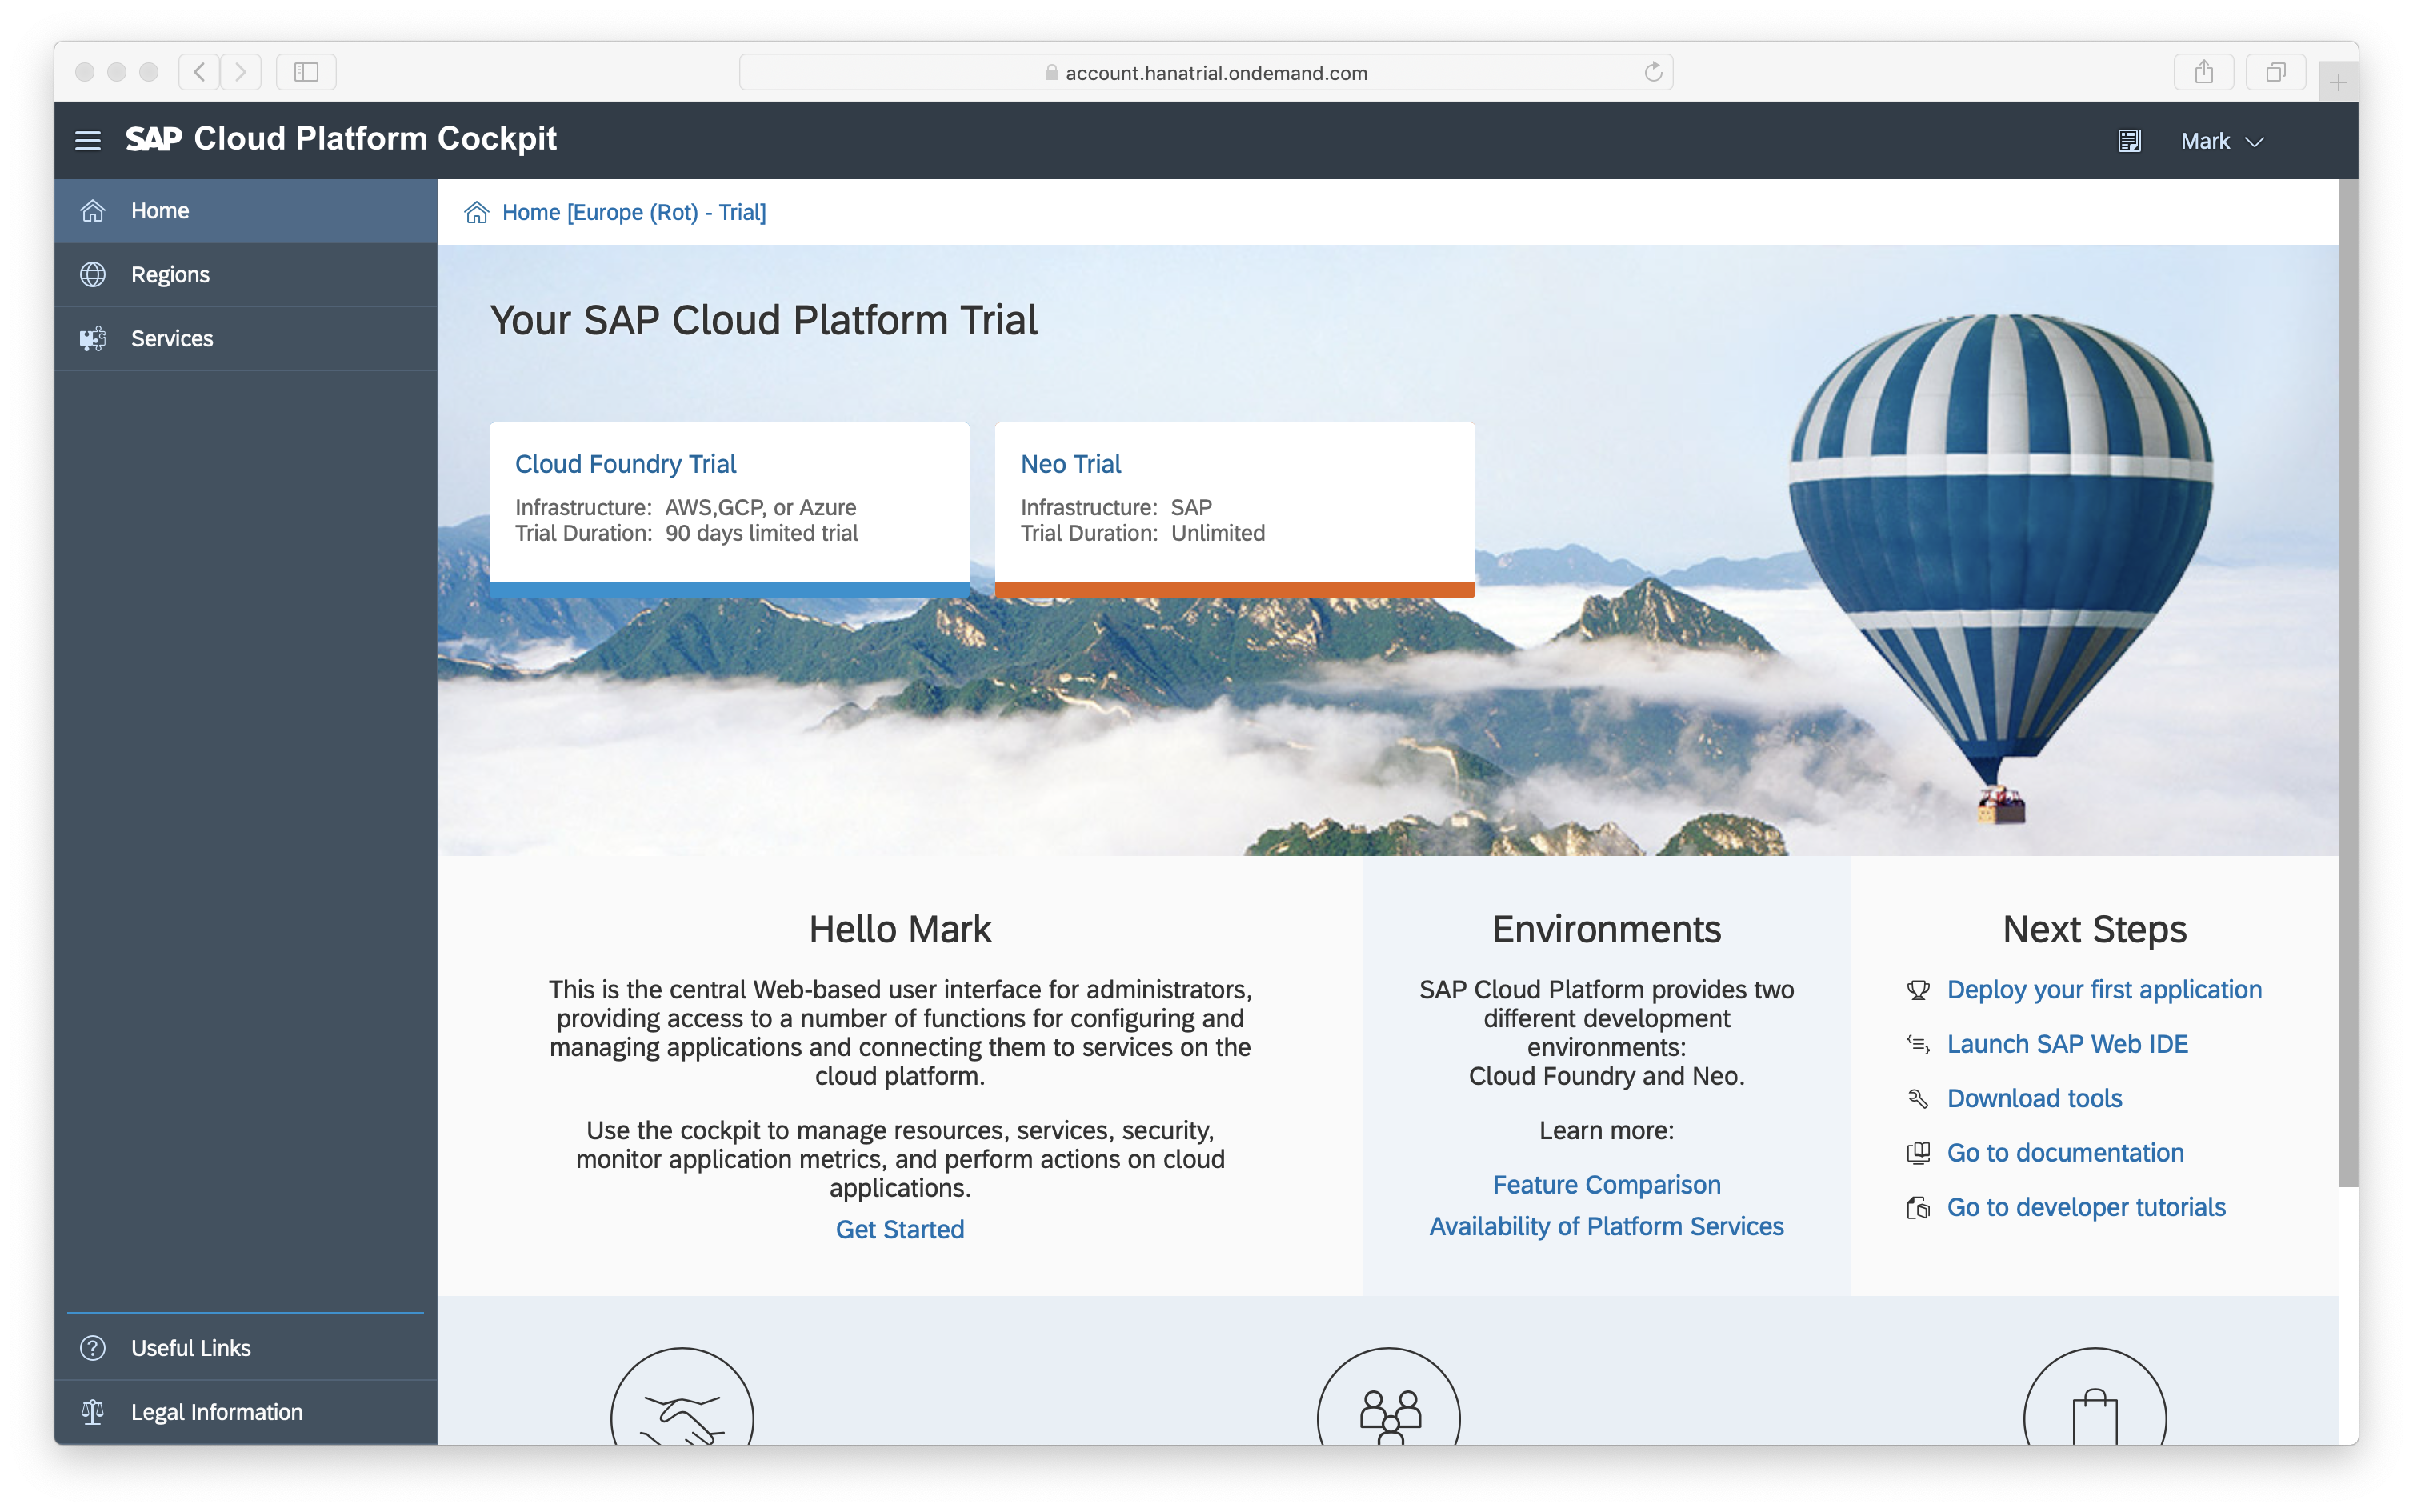 account.hanatrial.ondemand.com
SAP Cloud Platform Cockpit
Mark
Home
Regions
Services
Useful Links
Legal Information
Home [Europe (Rot) - Trial]
Your SAP Cloud Platform Trial
Cloud Foundry Trial
Infrastructure: AWS,GCP, or Azure
Trial Duration: 90 days limited trial
Neo Trial
Infrastructure: SAP
Trial Duration: Unlimited
Hello Mark
This is the central Web-based user interface for administrators,
providing access to a number of functions for configuring and
managing applications and connecting them to services on the
cloud platform.
Use the cockpit to manage resources, services, security,
monitor application metrics, and perform actions on cloud
applications.
Get Started
Environments
SAP Cloud Platform provides two
different development
environments:
Cloud Foundry and Neo.
Learn more:
Feature Comparison
Availability of Platform Services
Next Steps
Deploy your first application
Launch SAP Web IDE
Download tools
Go to documentation
Go to developer tutorials